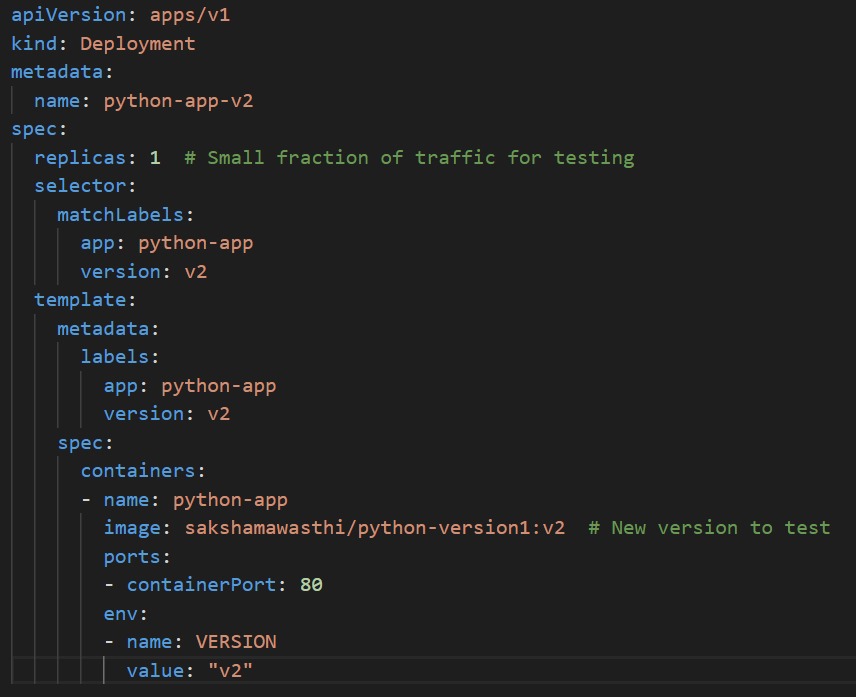 apiVersion: apps/v1
kind: Deployment
metadata:
  name: python-app-v2
spec:
  replicas: 1  # Small fraction of traffic for testing
  selector:
    matchLabels:
      app: python-app
      version: v2
  template:
    metadata:
      labels:
        app: python-app
        version: v2
    spec:
      containers:
      - name: python-app
        image: sakshamawasthi/python-version1:v2  # New version to test
        ports:
        - containerPort: 80
        env:
        - name: VERSION
          value: "v2"